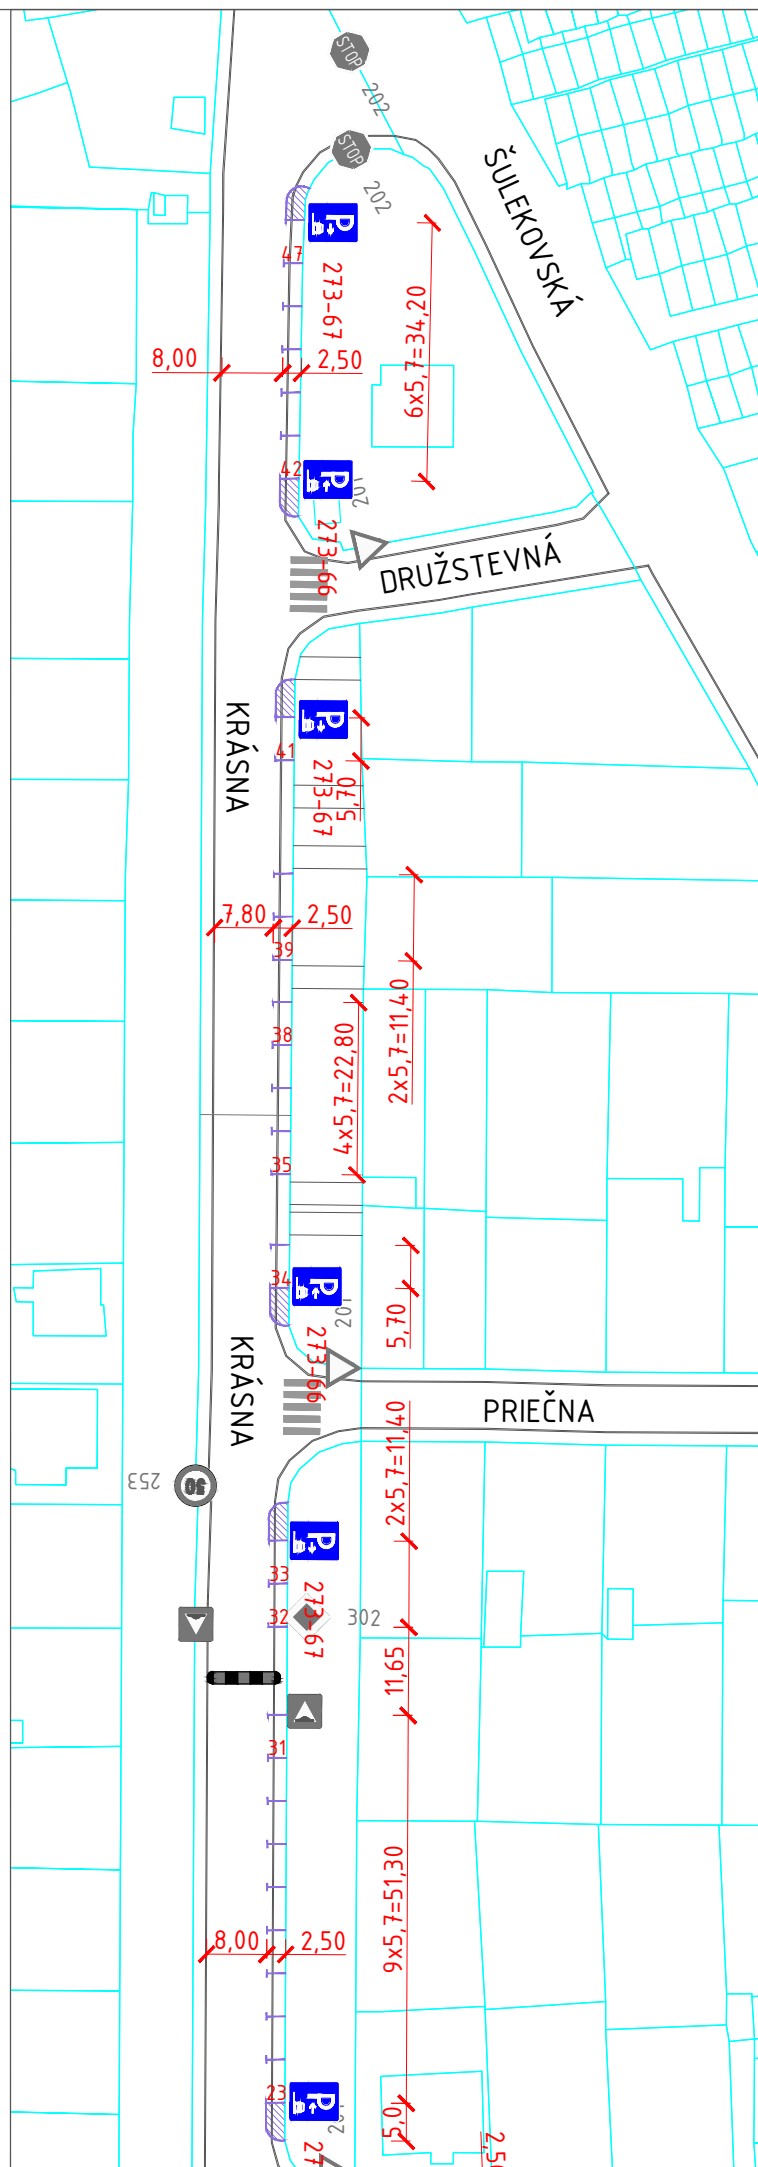 STOP
202
STOP
202
ŠULEKOVSKÁ
P
47
273-67
6x5,7=34,20
8,00
2,50
42
P
201
273-66
DRUŽSTEVNÁ
KRÁSNA
P
41
273-67
5,70
7,80
2,50
39
2x5,7=11,40
38
4x5,7=22,80
35
34
P
201
5,70
273-66
KRÁSNA
PRIEČNA
2x5,7=11,40
253
30
P
33
273-67
32
302
11,65
31
9x5,7=51,30
8,00
2,50
23
P
5,0